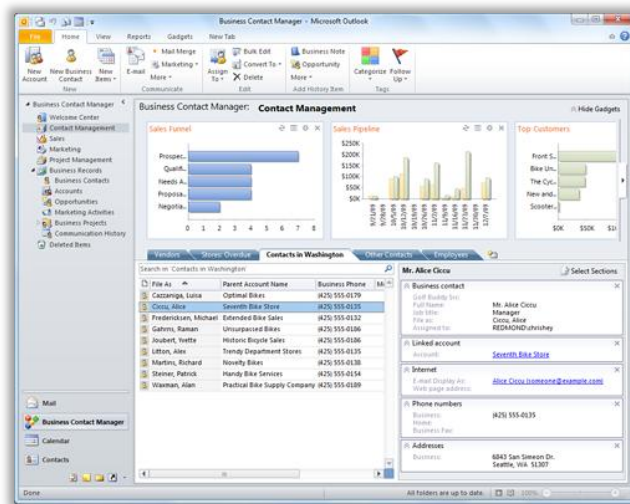 Business Contact Manager - Microsoft Outlook
File Home View Reports Gadgets New Tab
New Account
New Business Contact
New Items
New
E-mail
Mail Merge
Marketing
More
Communicate
Assign To
Bulk Edit
Convert To
Delete
Edit
Business Note
Opportunity
More
Add History Item
Categorize
Follow Up
Tags
Business Contact Manager
Welcome Center
Contact Management
Sales
Marketing
Project Management
Business Records
Business Contacts
Accounts
Opportunities
Marketing Activities
Business Projects
Communication History
Deleted Items
Mail
Business Contact Manager
Calendar
Contacts
Business Contact Manager: Contact Management
Hide Gadgets
Sales Funnel
Prospec...
Qualifi...
Needs A...
Proposa...
Negotia...
0 1 2 3 4 5 6 7 8
Sales Pipeline
$250K
$200K
$150K
$100K
$50K
$0K
Top Customers
Front S...
Bike Un...
The Cyc...
New and...
Scooter...
$0K $50K
Vendors Stores: Overdue Contacts in Washington Other Contacts Employees
Search in Contacts in Washington
File As Parent Account Name Business Phone
Cazzaniga, Luisa Optimal Bikes (425) 555-0179
Ciccu, Alice Seventh Bike Store (425) 555-0135
Frederiksen, Michael Extended Bike Sales (425) 555-0132
Gahrns, Raman Unsurpassed Bikes (425) 555-0186
Joubert, Yvette Historic Bicycle Sales (425) 555-0186
Litton, Alex Trendy Department Stores (425) 555-0135
Martins, Richard Novelty Bikes (425) 555-0138
Steiner, Patrick Handy Bike Services (425) 555-0154
Waxman, Alan Practical Bike Supply Company (425) 555-0189
Mr. Alice Ciccu
Select Sections
Business contact
Full Name Mr. Alice Ciccu
Job title: Manager
File as: Ciccu, Alice
Assigned to: REDMOND\chrishey
Linked account
Account: Seventh Bike Store
Internet
E-mail Display As: Alice Ciccu (someone@example.com)
Web page address:
Phone numbers
Business: (425) 555-0135
Home:
Business Fax:
Addresses
Business: 6843 San Simeon Dr.
Seattle, WA 51307
Done
All folders are up to date.
100%